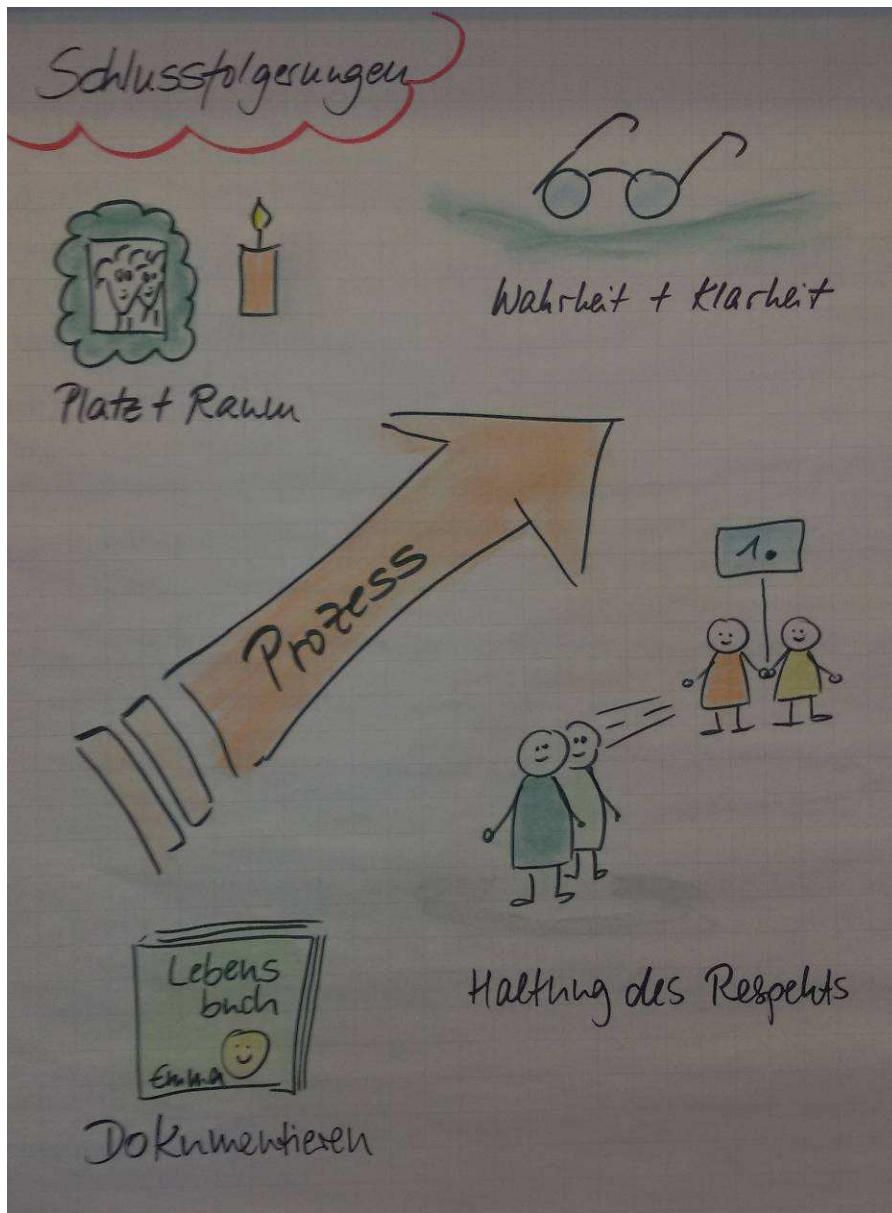 Schlussfolgerungen
Wahrheit + Klarheit
Platz + Raum
Prozess
1.
Haltung des Respekts
Lebens
buch
Emma
Dokumentieren